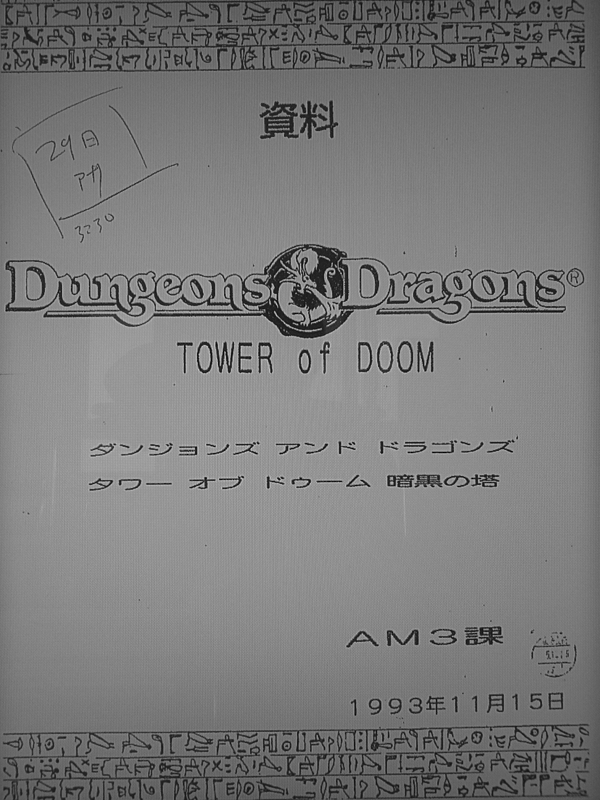 資料
29日
3230
Dungeons & Dragons®
TOWER of DOOM
ダンジョンズ アンド ドラゴンズ
タワー オブ ドゥーム 暗黒の塔
AM3課
1993年11月15日